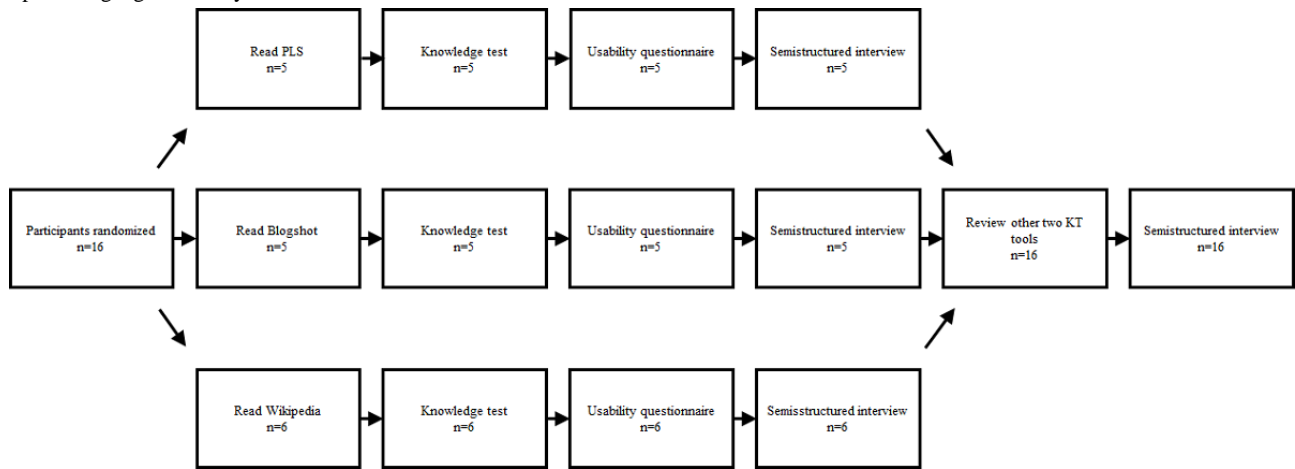 Read PLS
n=5
Knowledge test
n=5
Usability questionnaire
n=5
Semistructured interview
n=5
Participants randomized
n=16
Read Blogshot
n=5
Knowledge test
n=5
Usability questionnaire
n=5
Semistructured interview
n=5
Review other two KT
tools
n=16
Semistructured interview
n=16
Read Wikipedia
n=6
Knowledge test
n=6
Usability questionnaire
n=6
Semisstructured interview
n=6